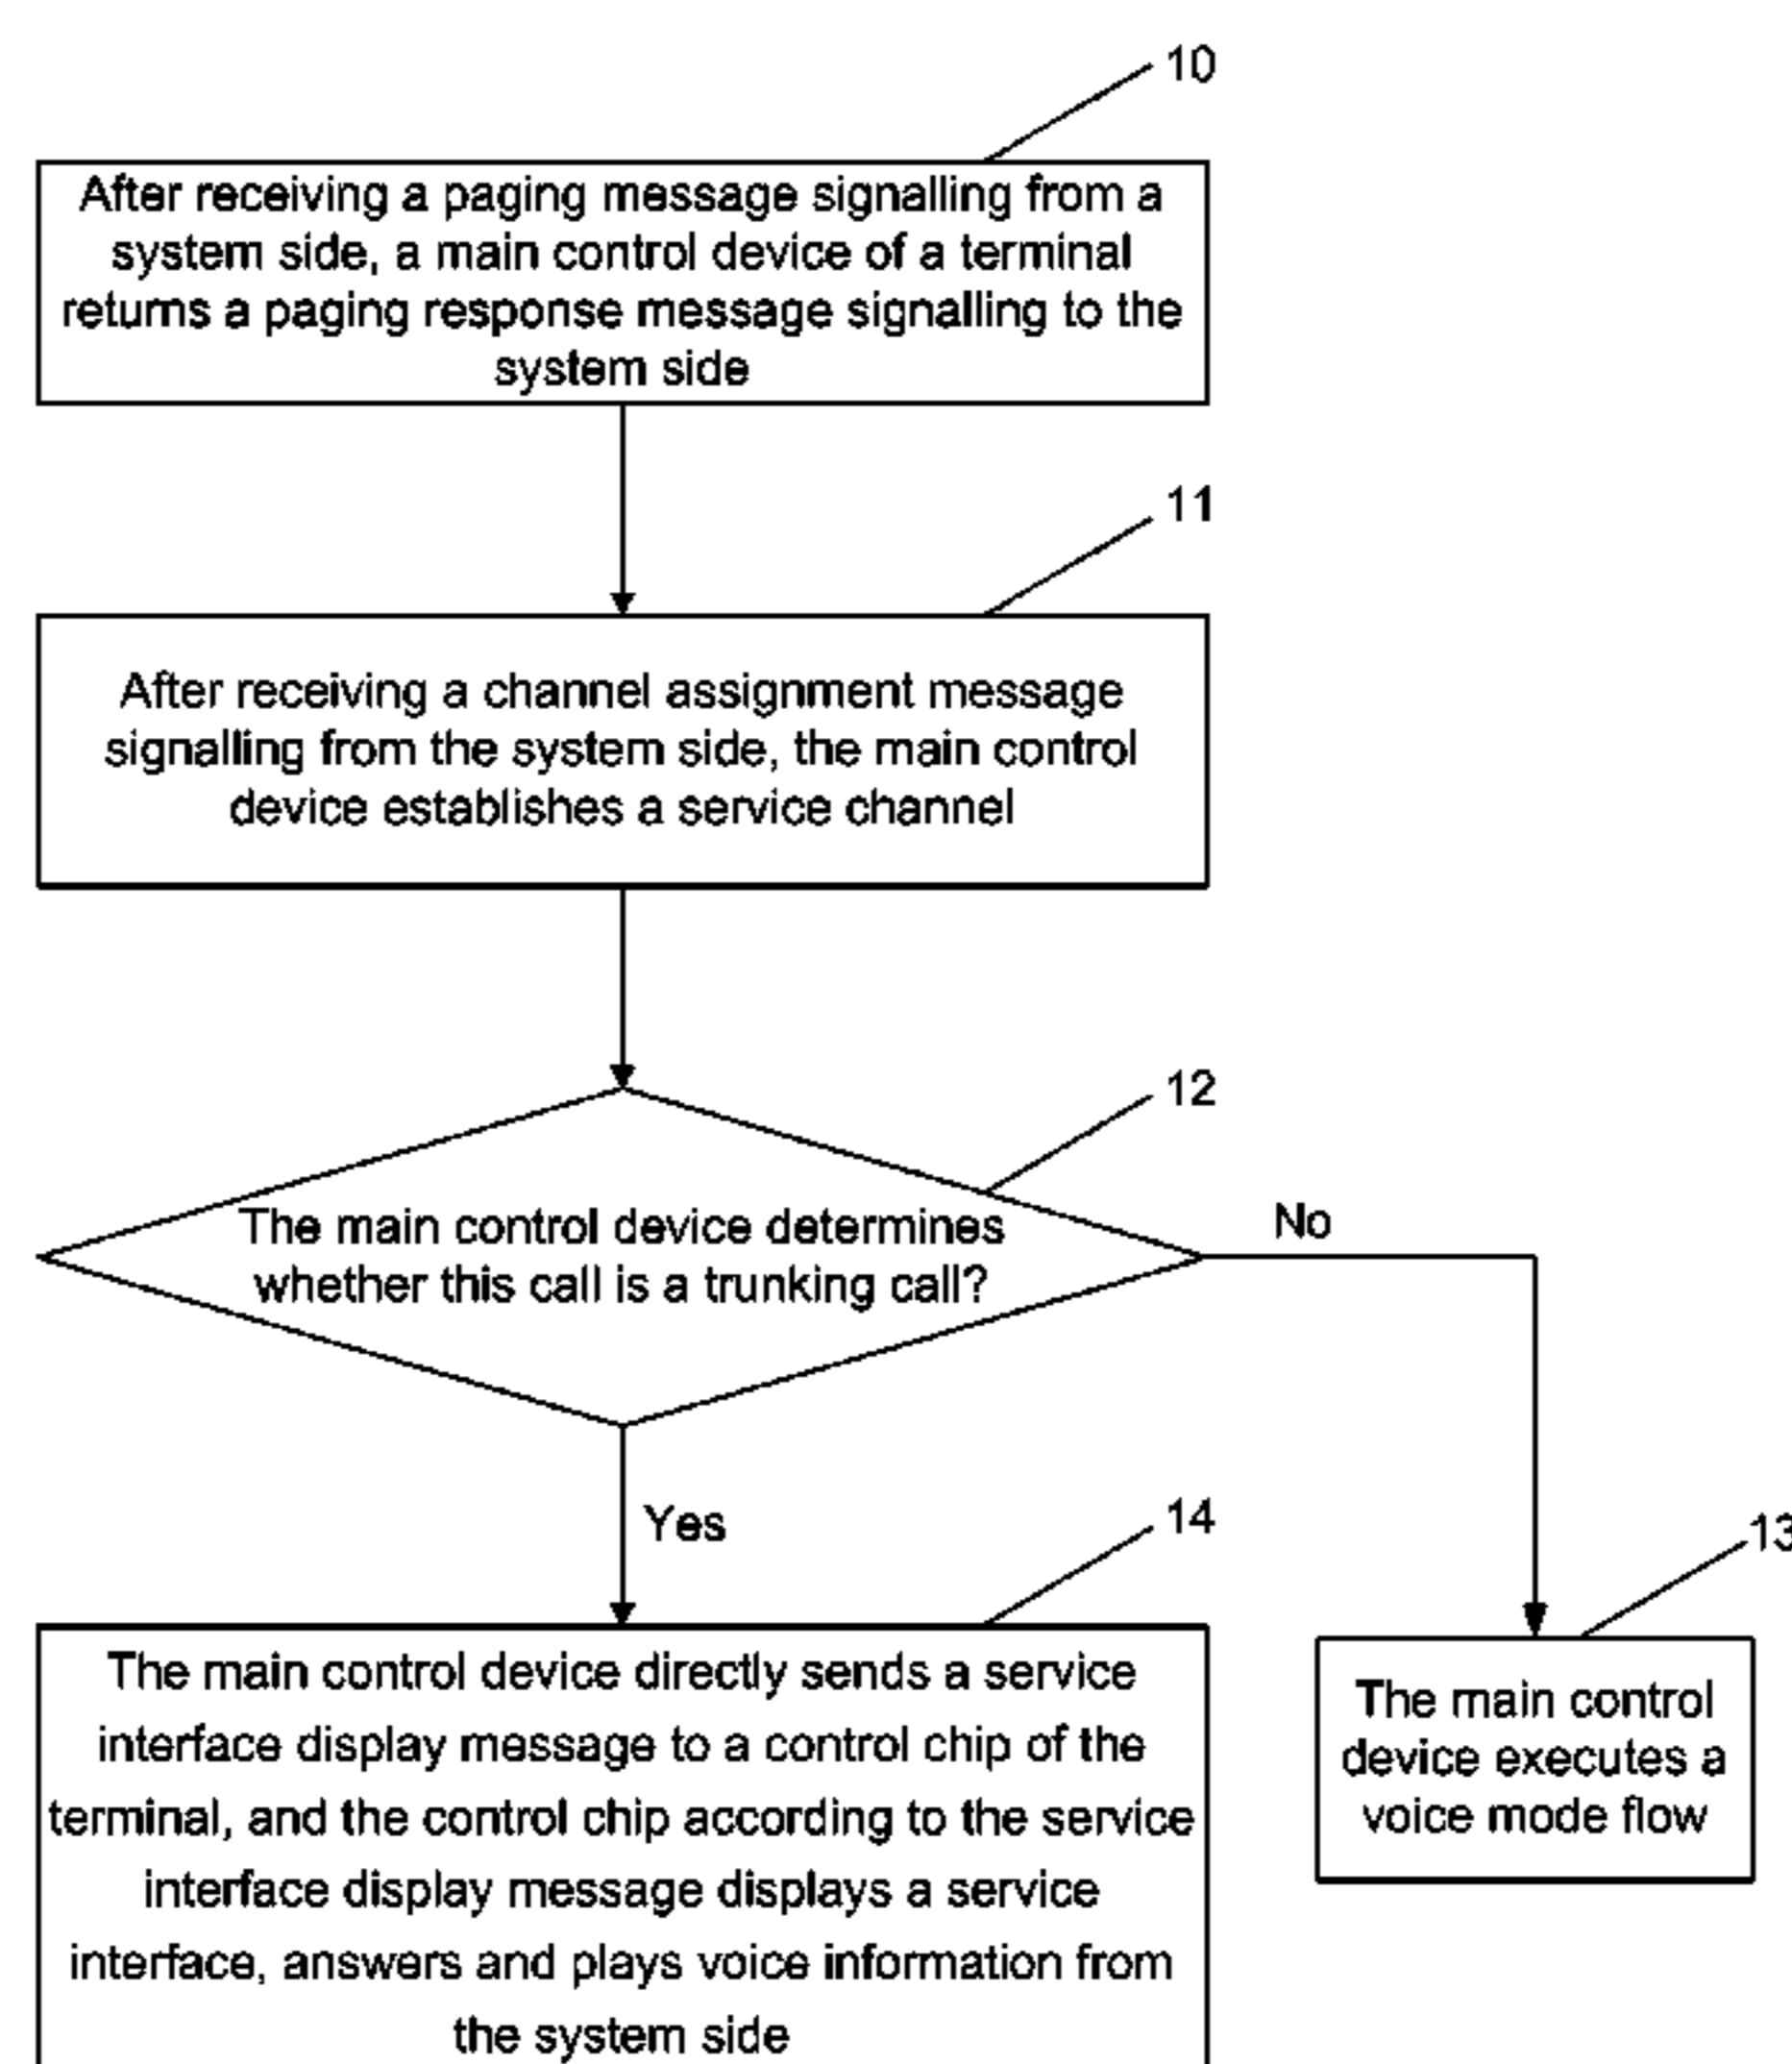 10
After receiving a paging message signalling from a
system side, a main control device of a terminal
returns a paging response message signalling to the
system side
11
After receiving a channel assignment message
signalling from the system side, the main control
device establishes a service channel
12
The main control device determines
whether this call is a trunking call?
No
Yes
14
13
The main control device directly sends a service
interface display message to a control chip of the
terminal, and the control chip according to the service
interface display message displays a service
interface, answers and plays voice information from
the system side
The main control
device executes a
voice mode flow